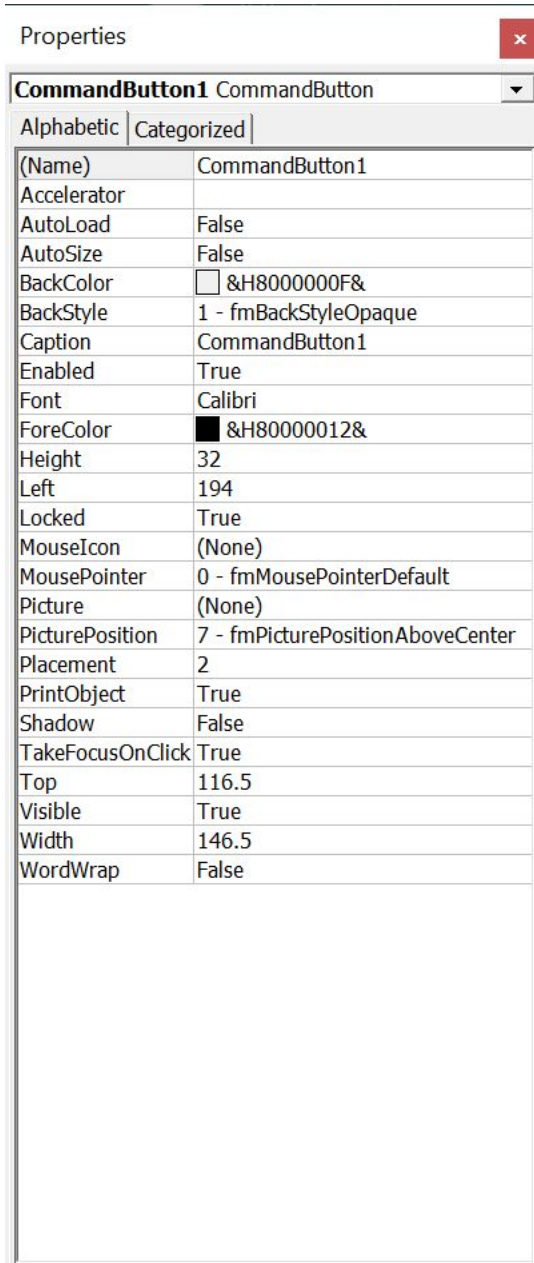 Properties
CommandButton1 CommandButton
Alphabetic Categorized
(Name) CommandButton1
Accelerator
AutoLoad False
AutoSize False
BackColor &H8000000F&
BackStyle 1 - fmBackStyleOpaque
Caption CommandButton1
Enabled True
Font Calibri
ForeColor &H80000012&
Height 32
Left 194
Locked True
MouseIcon (None)
MousePointer 0 - fmMousePointerDefault
Picture (None)
PicturePosition 7 - fmPicturePositionAboveCenter
Placement 2
PrintObject True
Shadow False
TakeFocusOnClick True
Top 116.5
Visible True
Width 146.5
WordWrap False